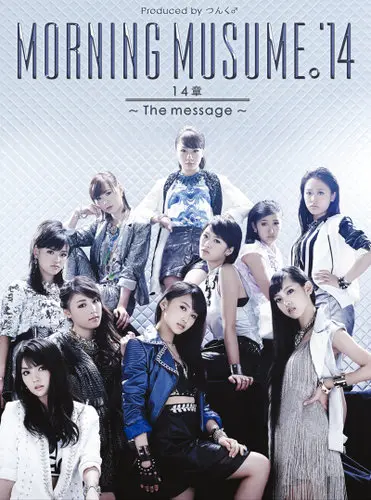 Produced by つんく♂
MORNING MUSUME。'14
14章
~ The message ~